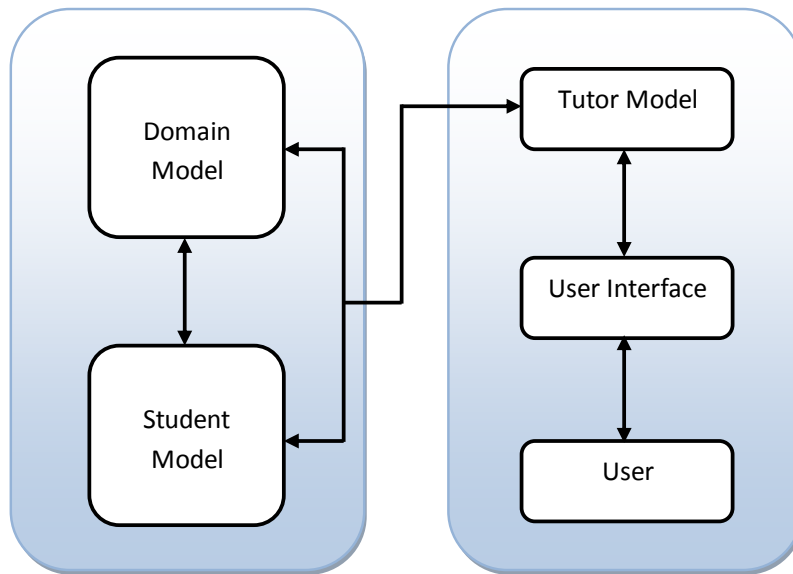 Domain
Model
Student
Model
Tutor Model
User Interface
User